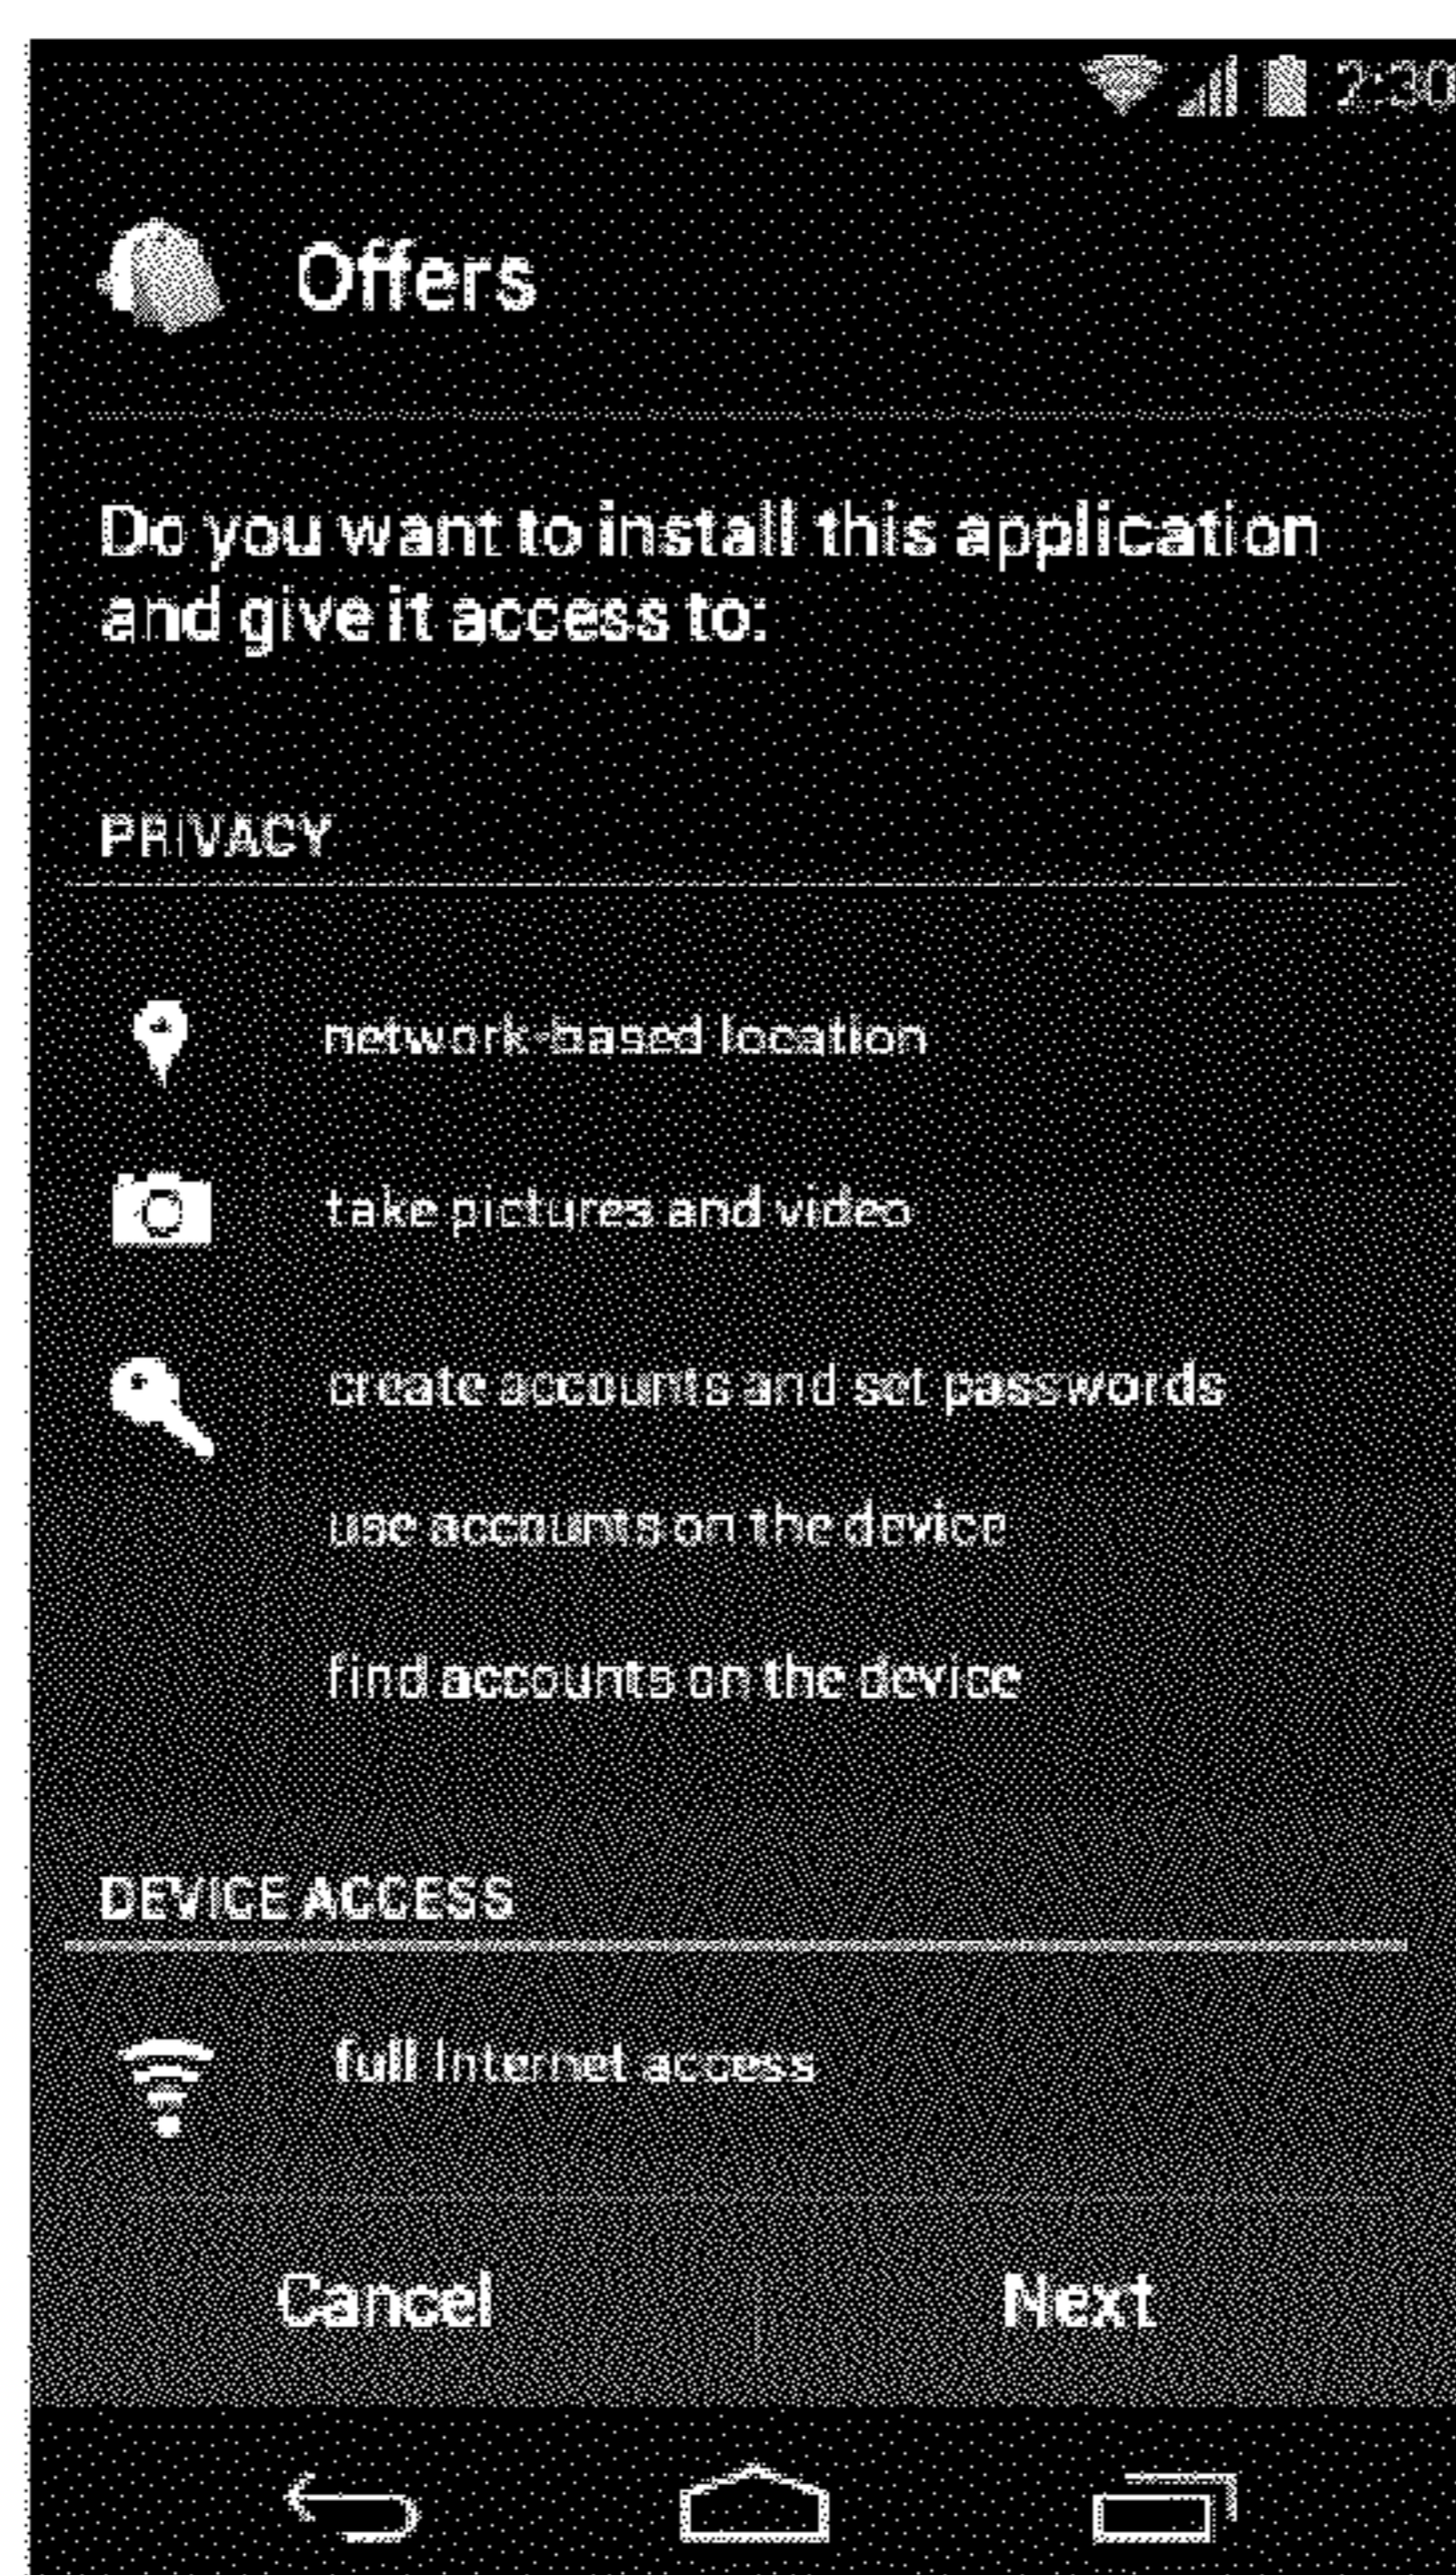 2:30
Offers
Do you want to install this application
and give it access to:
PRIVACY
network-based location
take pictures and video
create accounts and set passwords
use accounts on the device
find accounts on the device
DEVICE ACCESS
full Internet access
Cancel Next